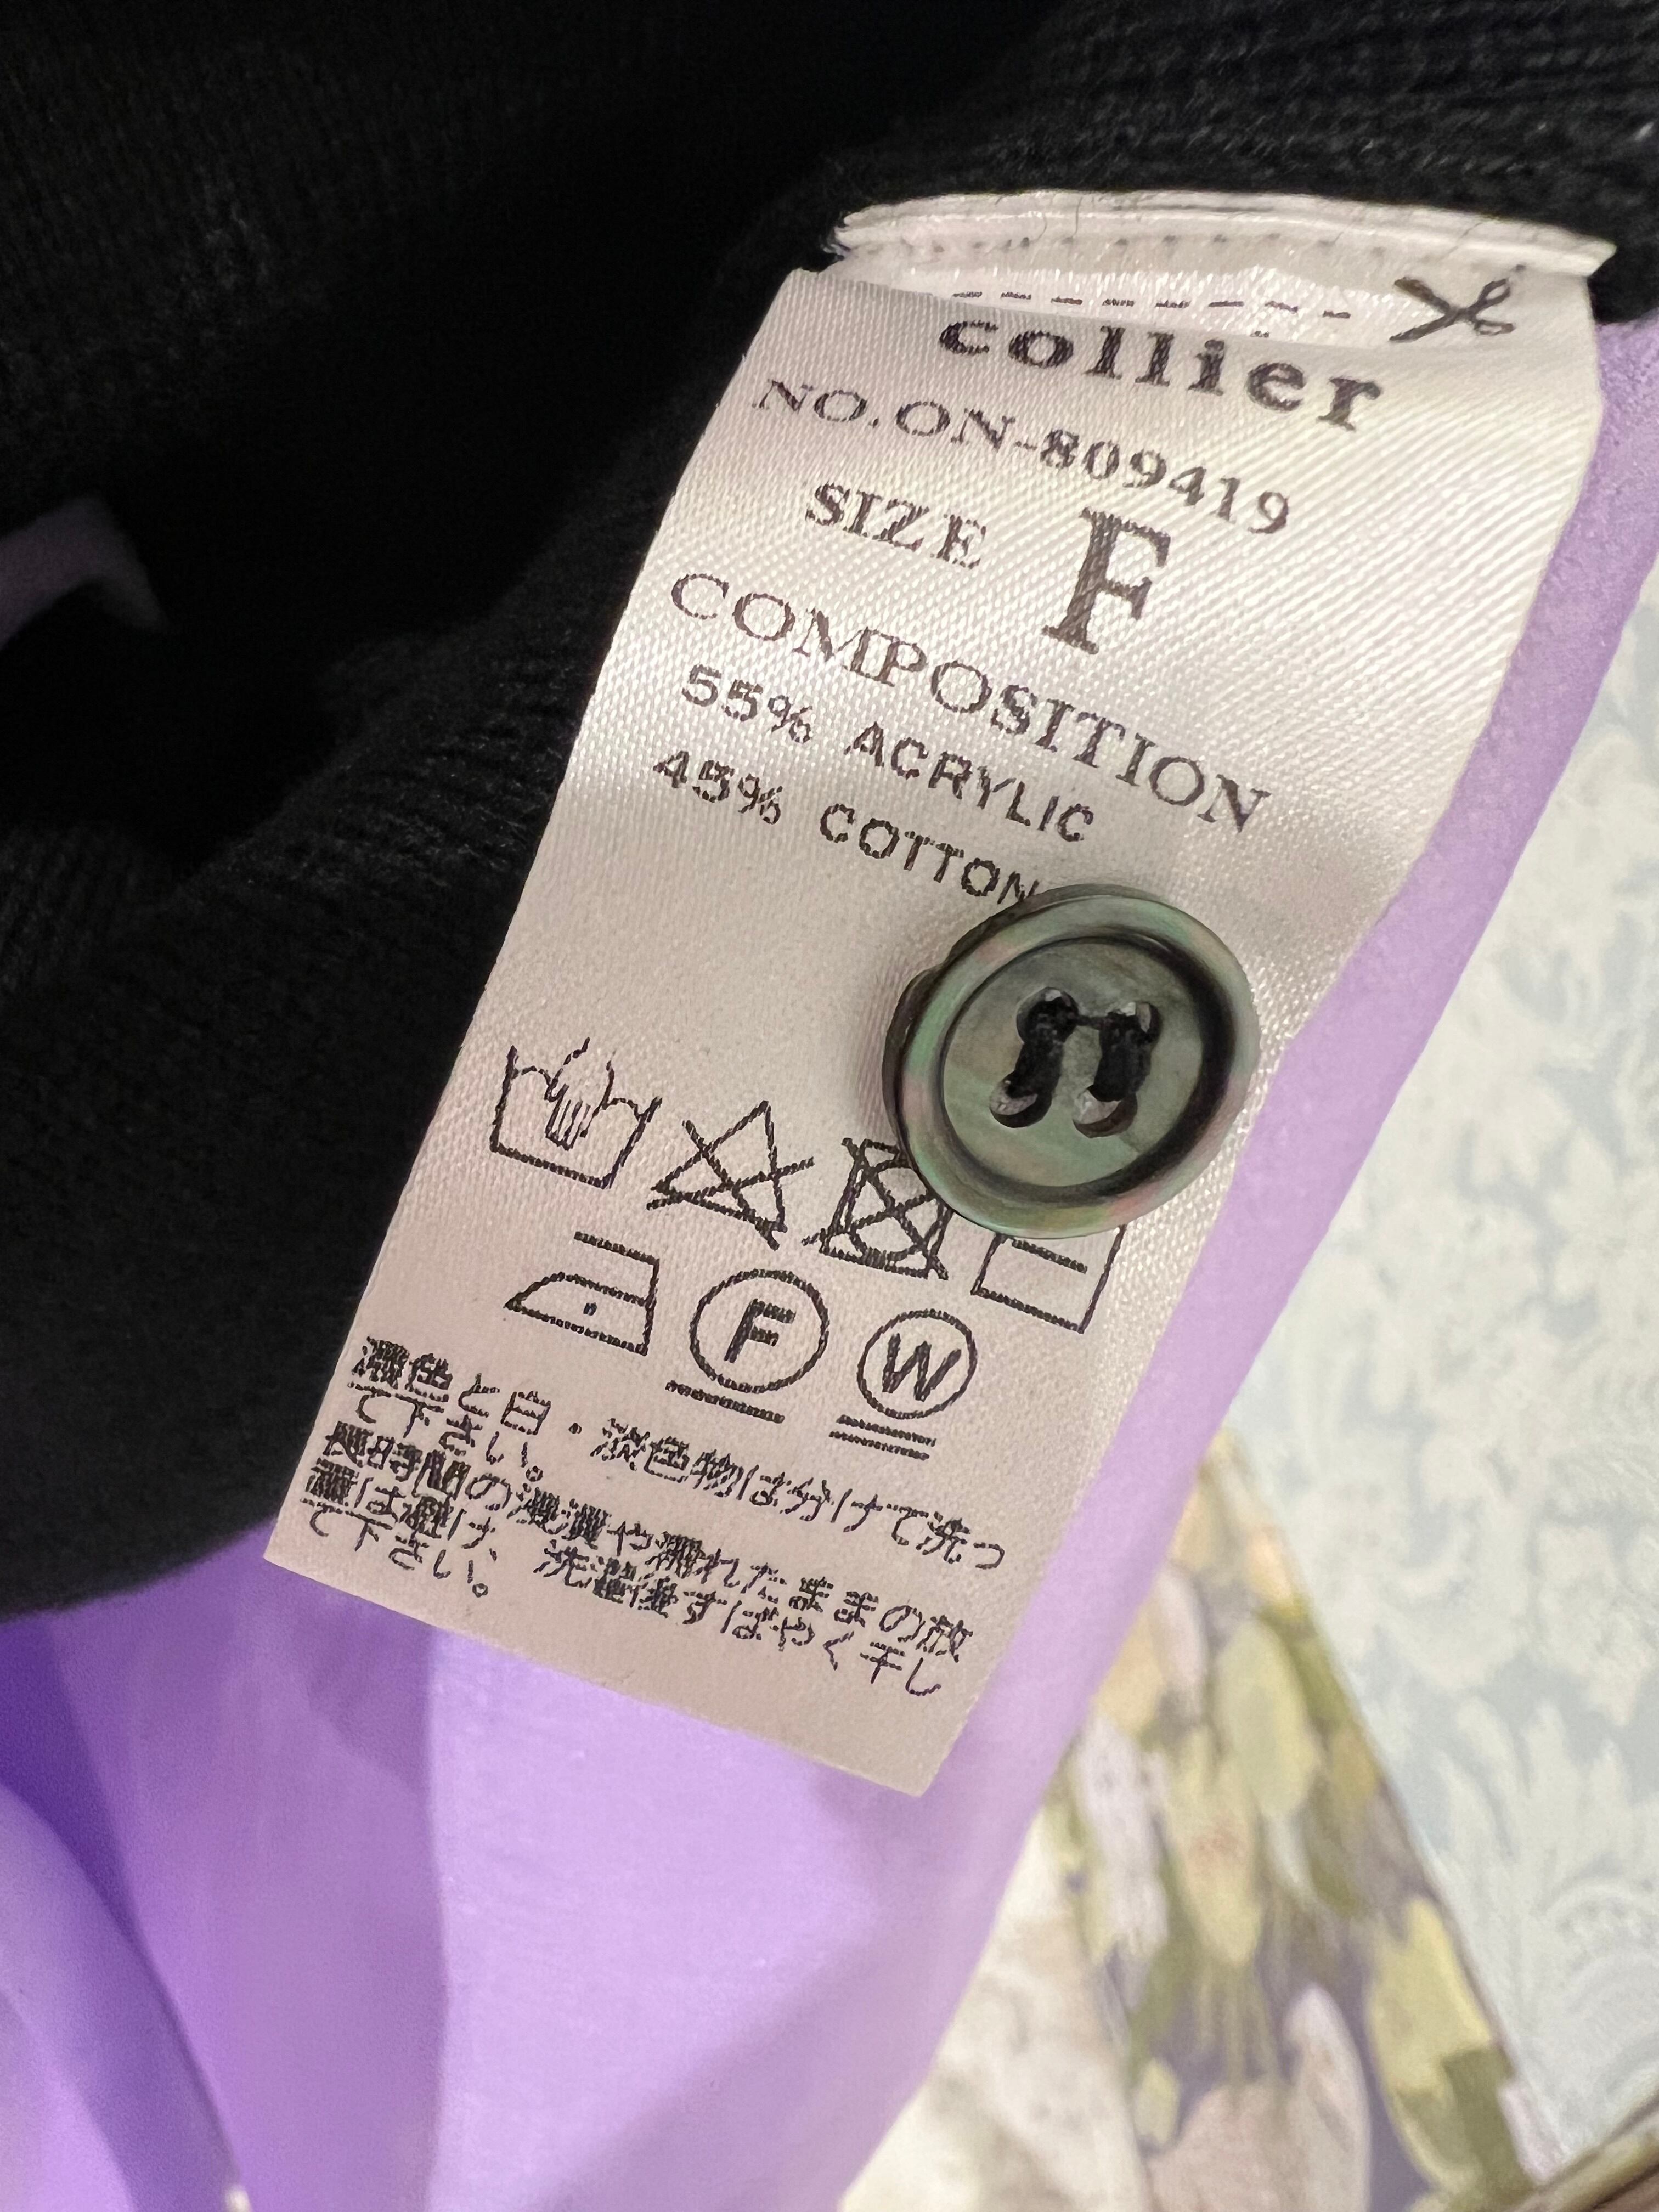 collier
NO.ON-809419
SIZE F
COMPOSITION
55% ACRYLIC
45% COTTON
F
W
濃色と白・淡色物は分けて洗っ
て下さい。
長時間の浸漬や濡れたままの放
置は避け、洗濯後すばやく干し
て下さい。